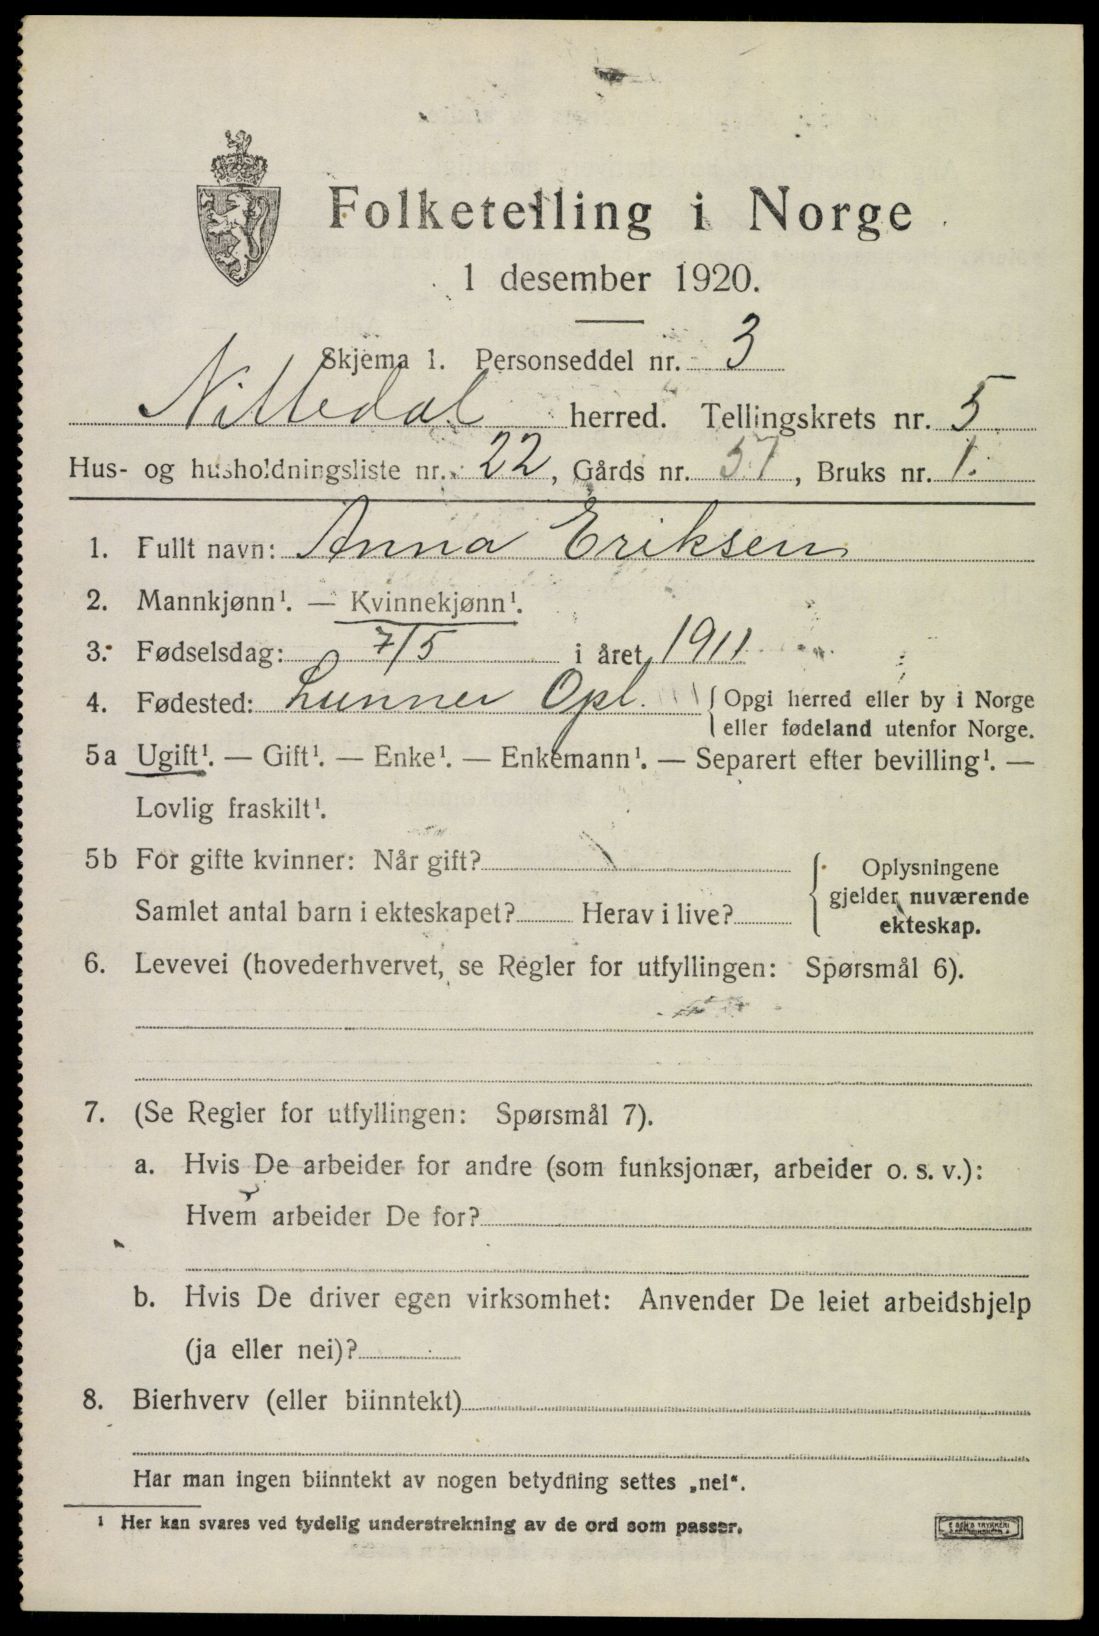 Folketelling i Norge
1 desember 1920.
Skjema 1. Personseddel nr. 3
Nittedal herred. Tellingskrets nr. 5
Hus- og husholdningsliste nr. 22, Gårds nr. 57, Bruks nr. 1.
1. Fullt navn: Anna Eriksen
2. Mannkjønn¹. — Kvinnekjønn¹.
3. Fødselsdag: 7/5 i året 1911
4. Fødested: Lunner Opl. { Opgi herred eller by i Norge
eller fødeland utenfor Norge.
5a Ugift¹. — Gift¹. — Enke¹. — Enkemann¹. — Separert efter bevilling¹. —
Lovlig fraskilt¹.
5b For gifte kvinner: Når gift?
Samlet antal barn i ekteskapet? Herav i live?
{ Oplysningene
gjelder nuværende
ekteskap.
6. Levevei (hovederhvervet, se Regler for utfyllingen: Spørsmål 6).
7. (Se Regler for utfyllingen: Spørsmål 7).
a. Hvis De arbeider for andre (som funksjonær, arbeider o. s. v.):
Hvem arbeider De for?
b. Hvis De driver egen virksomhet: Anvender De leiet arbeidshjelp
(ja eller nei)?
8. Bierhverv (eller biinntekt)
Har man ingen biinntekt av nogen betydning settes „nei“.
¹ Her kan svares ved tydelig understrekning av de ord som passer.